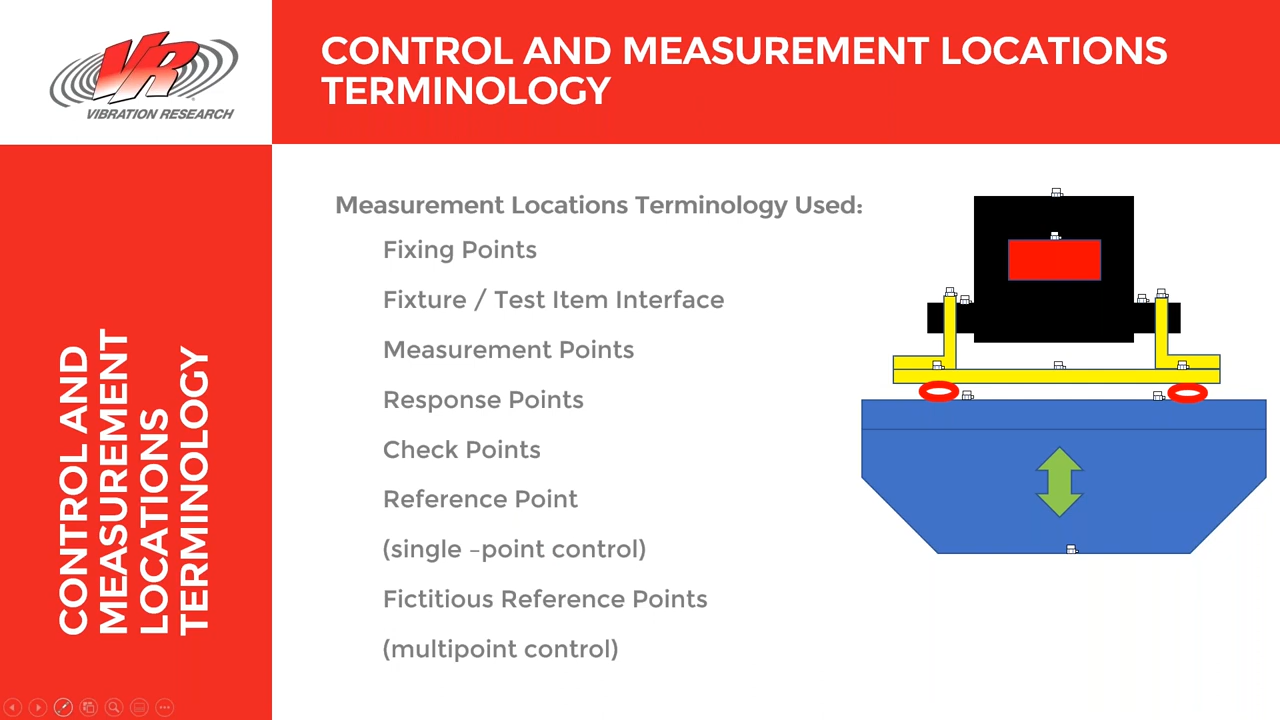 VR
VIBRATION RESEARCH
CONTROL AND MEASUREMENT LOCATIONS
TERMINOLOGY
CONTROL AND
MEASUREMENT
LOCATIONS
TERMINOLOGY
Measurement Locations Terminology Used:
Fixing Points
Fixture / Test Item Interface
Measurement Points
Response Points
Check Points
Reference Point
(single –point control)
Fictitious Reference Points
(multipoint control)